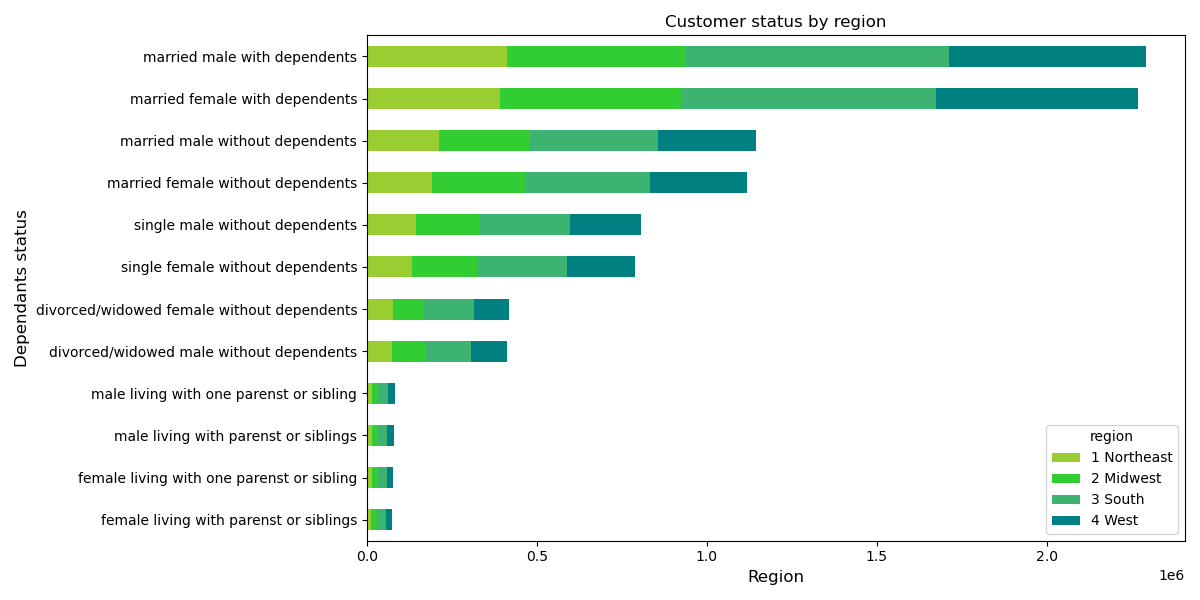 Customer status by region
Dependants status
married male with dependents
married female with dependents
married male without dependents
married female without dependents
single male without dependents
single female without dependents
divorced/widowed female without dependents
divorced/widowed male without dependents
male living with one parenst or sibling
male living with parenst or siblings
female living with one parenst or sibling
female living with parenst or siblings
region
1 Northeast
2 Midwest
3 South
4 West
0.0 0.5 1.0 1.5 2.0
1e6
Region